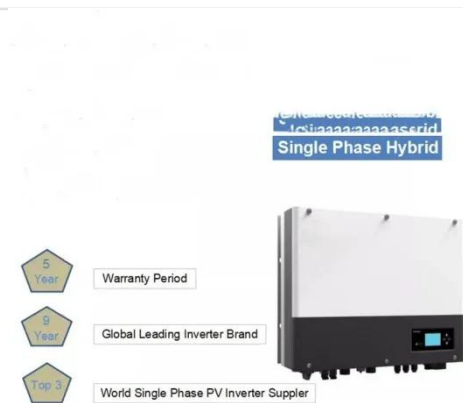 Single Phase Hybrid
5
Year
Warranty Period
9
Year
Global Leading Inverter Brand
Top 3
World Single Phase PV Inverter Suppler